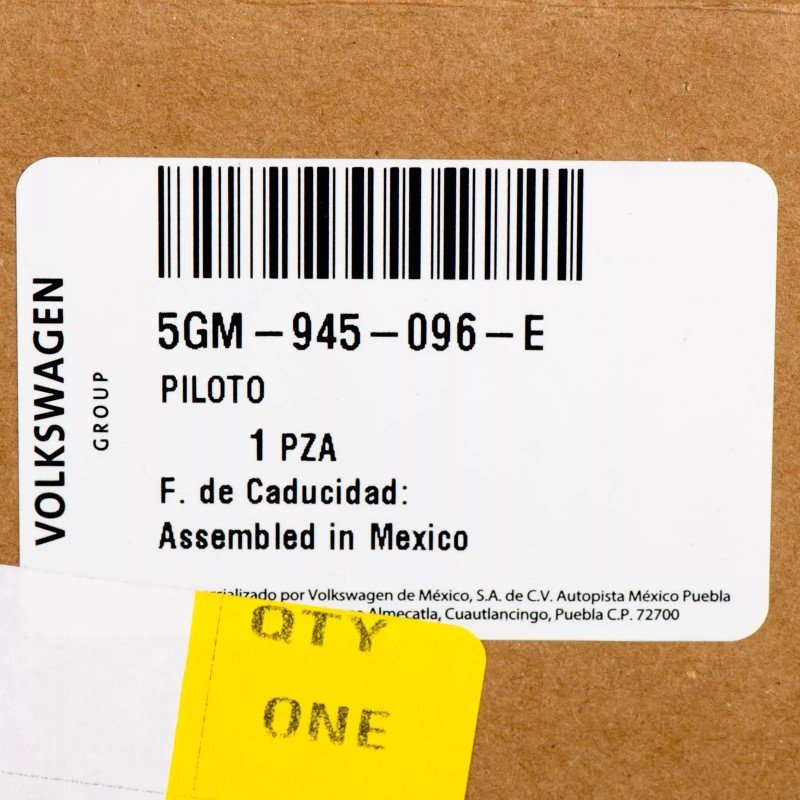 VOLKSWAGEN
GROUP
5GM-945-096-E
PILOTO
1 PZA
F. de Caducidad:
Assembled in Mexico
por Volkswagen de México, S.A. de C.V. Autopista México Puebla
Almecatla, Cuautlancingo, Puebla C.P. 72700
QTY
ONE